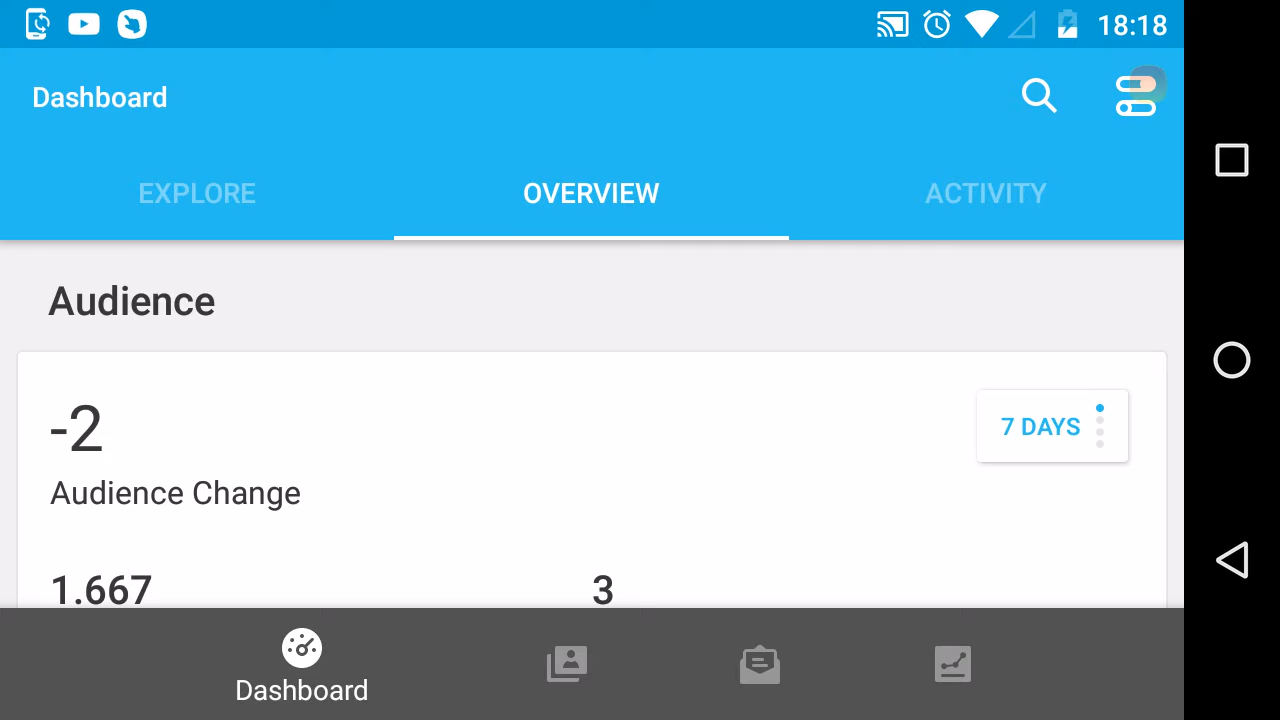 18:18
Dashboard
EXPLORE OVERVIEW ACTIVITY
Audience
-2
7 DAYS
Audience Change
1.667 3
Dashboard